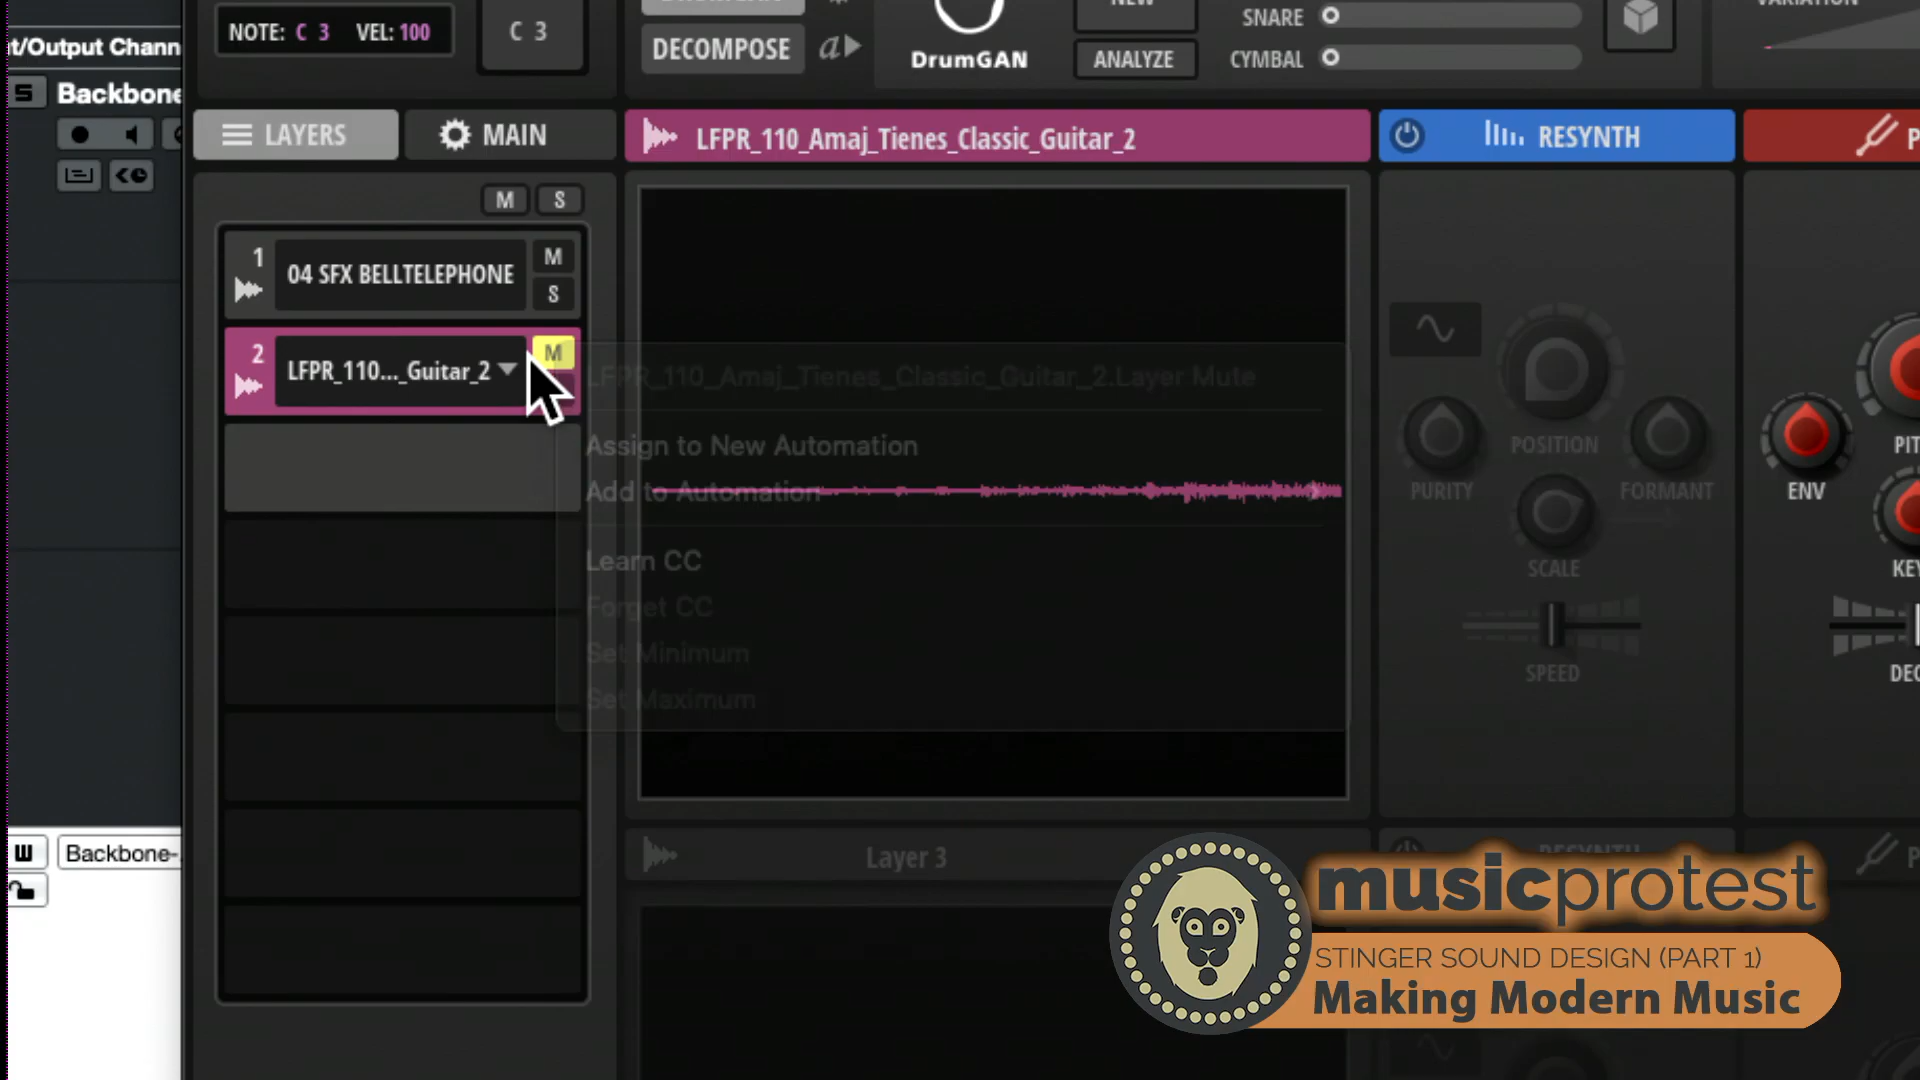 NOTE: C 3 VEL: 100
C 3
DECOMPOSE
a
DrumGAN
NEW
ANALYZE
SNARE
CYMBAL
t/Output Chann
S Backbone
LAYERS
MAIN
LFPR_110_Amaj_Tienes_Classic_Guitar_2
RESYNTH
M S
1 04 SFX BELLTELEPHONE M
S
2 LFPR_110..._Guitar_2 M
LFPR_110_Amaj_Tienes_Classic_Guitar_2.Layer Mute
Assign to New Automation
Add to Automation
Learn CC
Forget CC
Set Minimum
Set Maximum
POSITION
PURITY
FORMANT
SCALE
SPEED
ENV
PIT
KEY
DEC
W Backbone-
Layer 3
RESYNTH
musicprotest
STINGER SOUND DESIGN (PART 1)
Making Modern Music